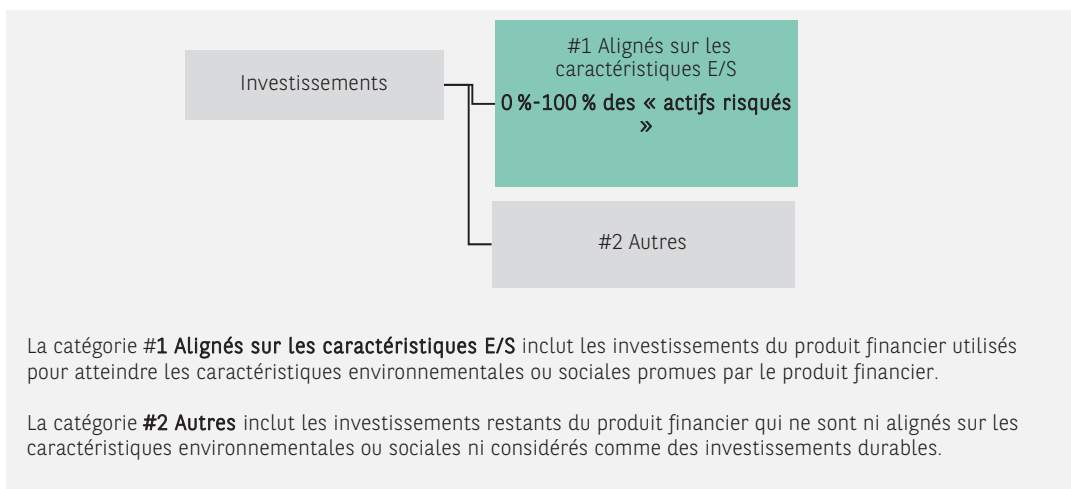 Investissements
#1 Alignés sur les
caractéristiques E/S
0 %-100 % des « actifs risqués
»
#2 Autres
La catégorie #1 Alignés sur les caractéristiques E/S inclut les investissements du produit financier utilisés
pour atteindre les caractéristiques environnementales ou sociales promues par le produit financier.
La catégorie #2 Autres inclut les investissements restants du produit financier qui ne sont ni alignés sur les
caractéristiques environnementales ou sociales ni considérés comme des investissements durables.